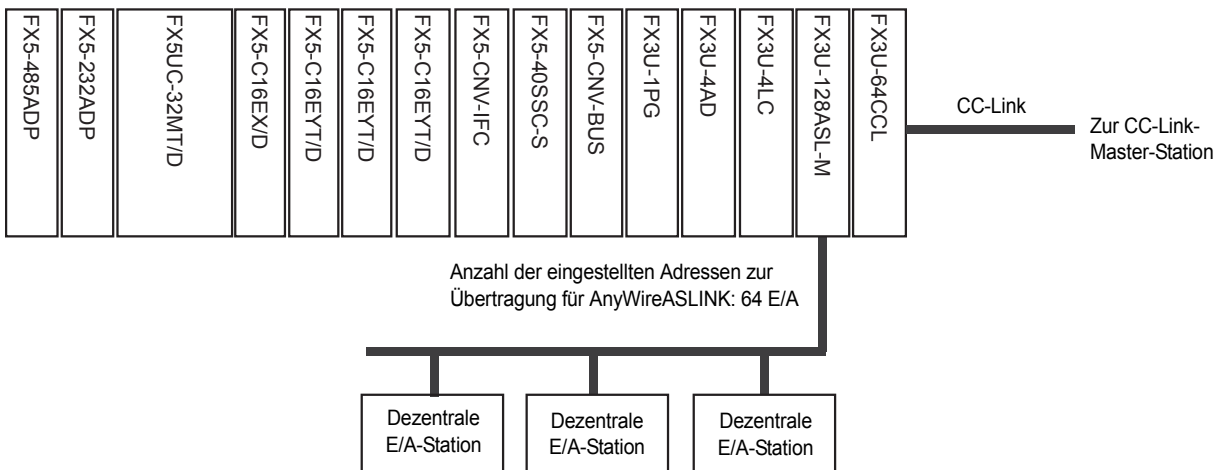 FX5-485ADP
FX5-232ADP
FX5UC-32MT/D
FX5-C16EX/D
FX5-C16EYT/D
FX5-C16EYT/D
FX5-C16EYT/D
FX5-CNV-IFC
FX5-40SSC-S
FX5-CNV-BUS
FX3U-1PG
FX3U-4AD
FX3U-4LC
FX3U-128ASL-M
FX3U-64CCL
CC-Link
Zur CC-Link-
Master-Station
Anzahl der eingestellten Adressen zur
Übertragung für AnyWireASLINK: 64 E/A
Dezentrale
E/A-Station
Dezentrale
E/A-Station
Dezentrale
E/A-Station